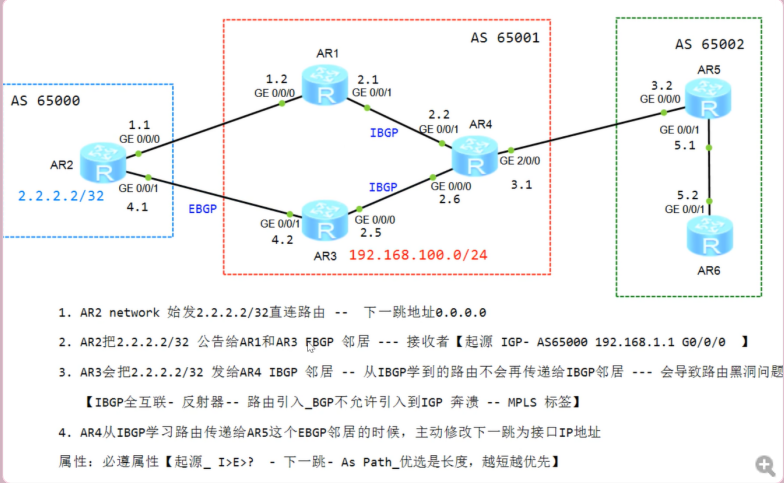 AS 65001
AS 65002
AR1
AR5
1.2
2.1
GE 0/0/0
GE 0/0/1
3.2
GE 0/0/0
AS 65000
2.2
AR4
GE 0/0/1
GE 0/0/1
5.1
1.1
GE 0/0/0
IBGP
AR2
GE 2/0/0
3.1
2.2.2.2/32
GE 0/0/1
4.1
IBGP
GE 0/0/0
2.6
5.2
GE 0/0/1
EBGP
GE 0/0/1
4.2
GE 0/0/0
2.5
AR3
192.168.100.0/24
AR6
1. AR2 network 始发2.2.2.2/32直连路由 -- 下一跳地址0.0.0.0
2. AR2把2.2.2.2/32 公告给AR1和AR3 EBGP 邻居 --- 接收者【起源 IGP- AS65000 192.168.1.1 G0/0/0 】
3. AR3会把2.2.2.2/32 发给AR4 IBGP 邻居 -- 从IBGP学到的路由不会再传递给IBGP邻居 --- 会导致路由黑洞问题
【IBGP全互联- 反射器-- 路由引入_BGP不允许引入到IGP 奔溃 -- MPLS 标签】
4. AR4从IBGP学习路由传递给AR5这个EBGP邻居的时候，主动修改下一跳为接口IP地址
属性：必遵属性【起源_ I>E>? - 下一跳- As Path_优选是长度，越短越优先】